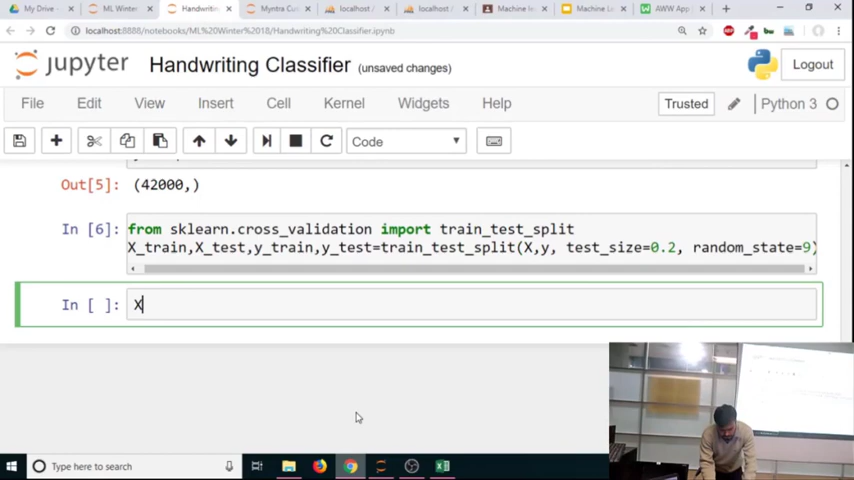 My Drive -
ML Winter
Handwriting
Myntra Cu
localhost:/
localhost:/
Machine le
Machine L
AWW App
localhost:8888/notebooks/ML%20Winter%2018/Handwriting%20Classifier.ipynb
jupyter Handwriting Classifier (unsaved changes)
Logout
File Edit View Insert Cell Kernel Widgets Help
Trusted
Python 3
Code
Out[5]: (42000,)
In [6]: from sklearn.cross_validation import train_test_split
X_train,X_test,y_train,y_test=train_test_split(X,y, test_size=0.2, random_state=9)
In [ ]: X
Type here to search